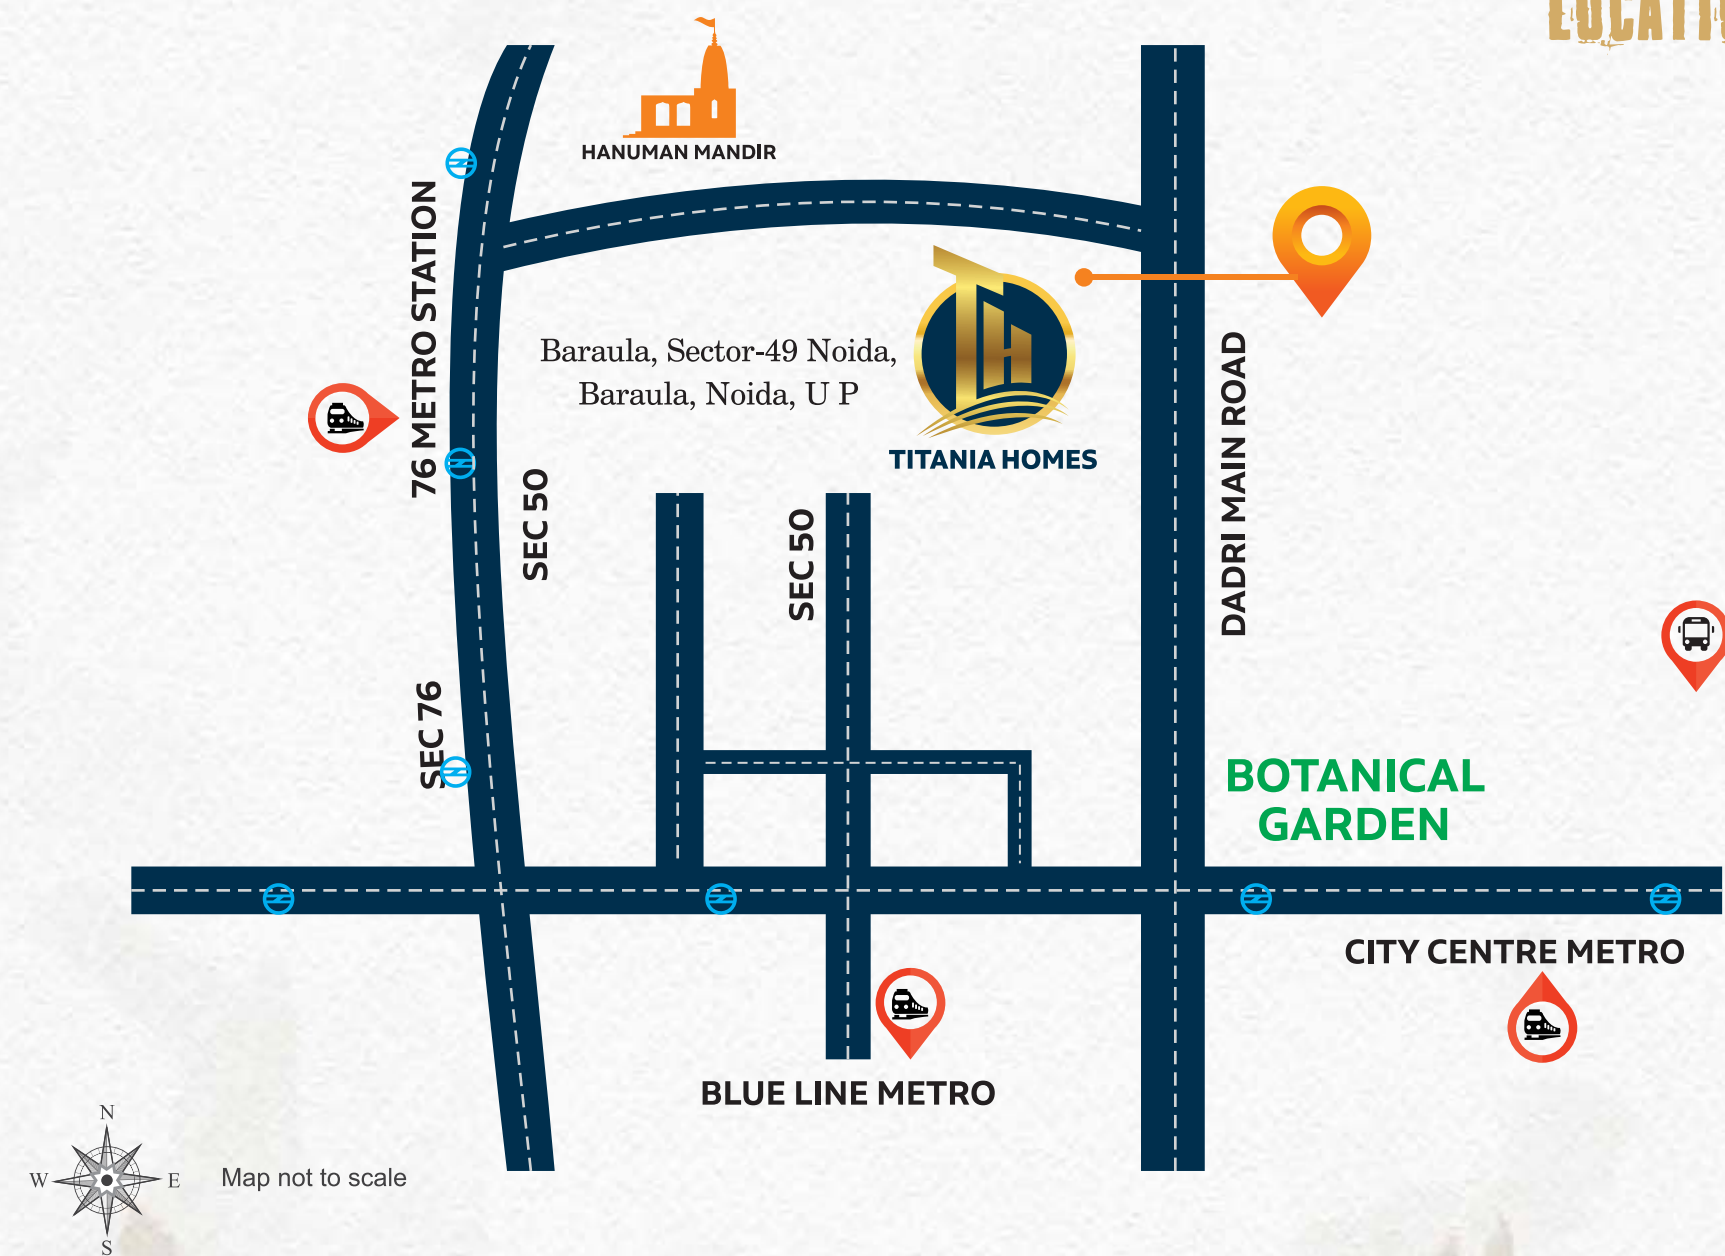 HANUMAN MANDIR
76 METRO STATION
Baraula, Sector-49 Noida,
Baraula, Noida, U P
TITANIA HOMES
DADRI MAIN ROAD
SEC 50
SEC 50
SEC 76
BOTANICAL
GARDEN
CITY CENTRE METRO
BLUE LINE METRO
N
W
E
S
Map not to scale